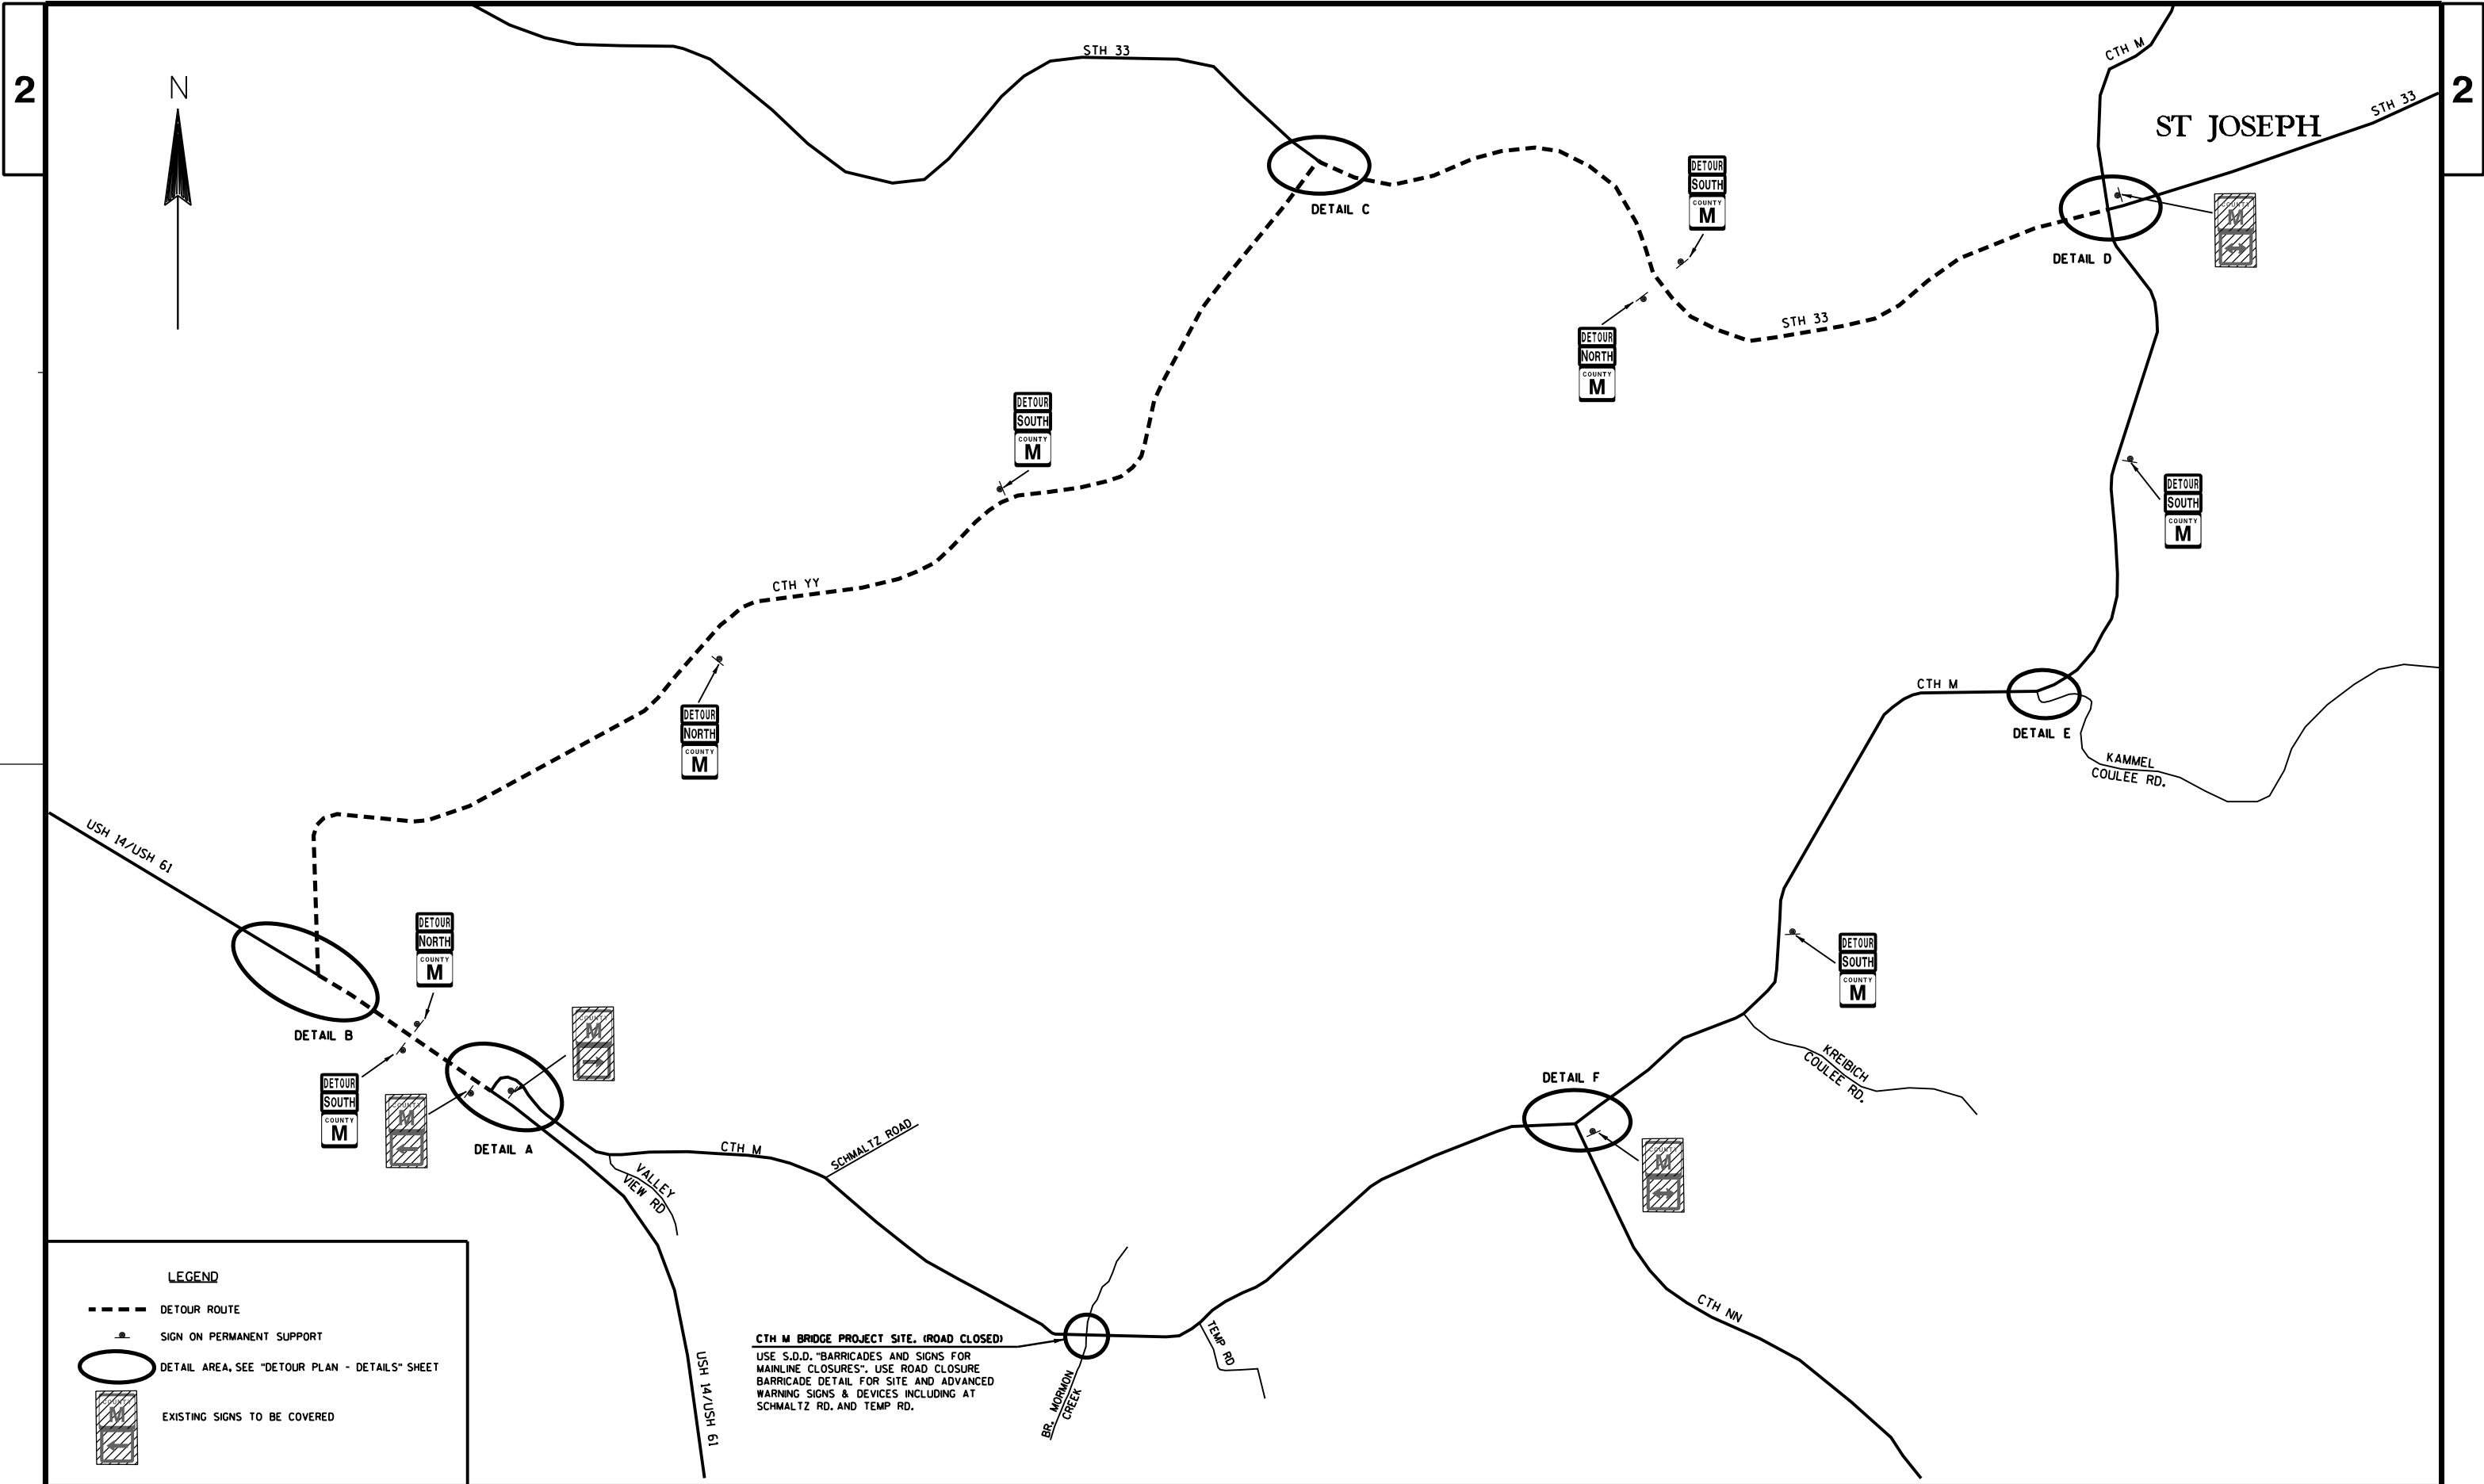 2
2
N
STH 33
CTH M
STH 33
ST JOSEPH
DETAIL C
DETOUR
SOUTH
COUNTY
M
COUNTY
M
DETAIL D
STH 33
DETOUR
NORTH
COUNTY
M
DETOUR
SOUTH
COUNTY
M
DETOUR
SOUTH
COUNTY
M
CTH YY
DETOUR
NORTH
COUNTY
M
CTH M
DETAIL E
KAMMEL
COULEE RD.
USH 14/USH 61
DETOUR
NORTH
COUNTY
M
DETOUR
SOUTH
COUNTY
M
DETAIL B
COUNTY
M
DETOUR
SOUTH
COUNTY
M
COUNTY
M
DETAIL A
KREIBICH
COULEE RD.
DETAIL F
COUNTY
M
CTH M
SCHMALTZ ROAD
VALLEY
VIEW RD
CTH NN
USH 14/USH 61
CTH M BRIDGE PROJECT SITE. (ROAD CLOSED)
USE S.D.D. "BARRICADES AND SIGNS FOR
MAINLINE CLOSURES". USE ROAD CLOSURE
BARRICADE DETAIL FOR SITE AND ADVANCED
WARNING SIGNS & DEVICES INCLUDING AT
SCHMALTZ RD. AND TEMP RD.
TEMP RD
BR. MORMON
CREEK
LEGEND
DETOUR ROUTE
SIGN ON PERMANENT SUPPORT
DETAIL AREA, SEE "DETOUR PLAN - DETAILS" SHEET
COUNTY
M
EXISTING SIGNS TO BE COVERED